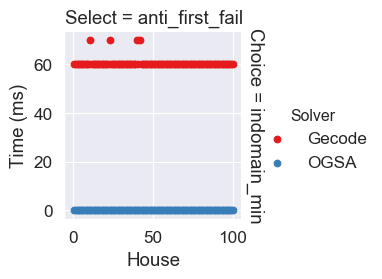 Select = anti_first_fail
Choice = indomain_min
Time (ms)
60
40
20
0
0 50 100
House
Solver
Gecode
OGSA